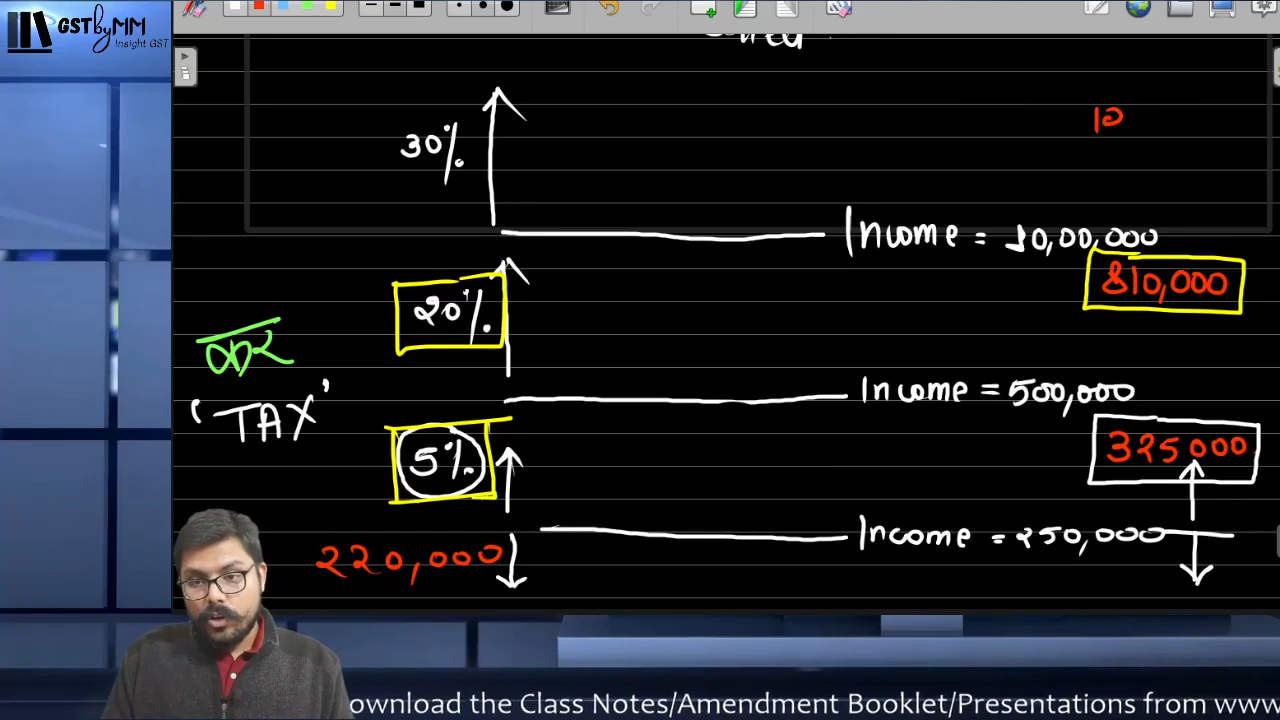 GSTbyMM
Insight GST
10
30%
Income = 10,00,000
810,000
20%
Income = 500,000
'TAX'
325000
5%
Income = 250,000
220,000
ownload the Class Notes/Amendment Booklet/Presentations from www